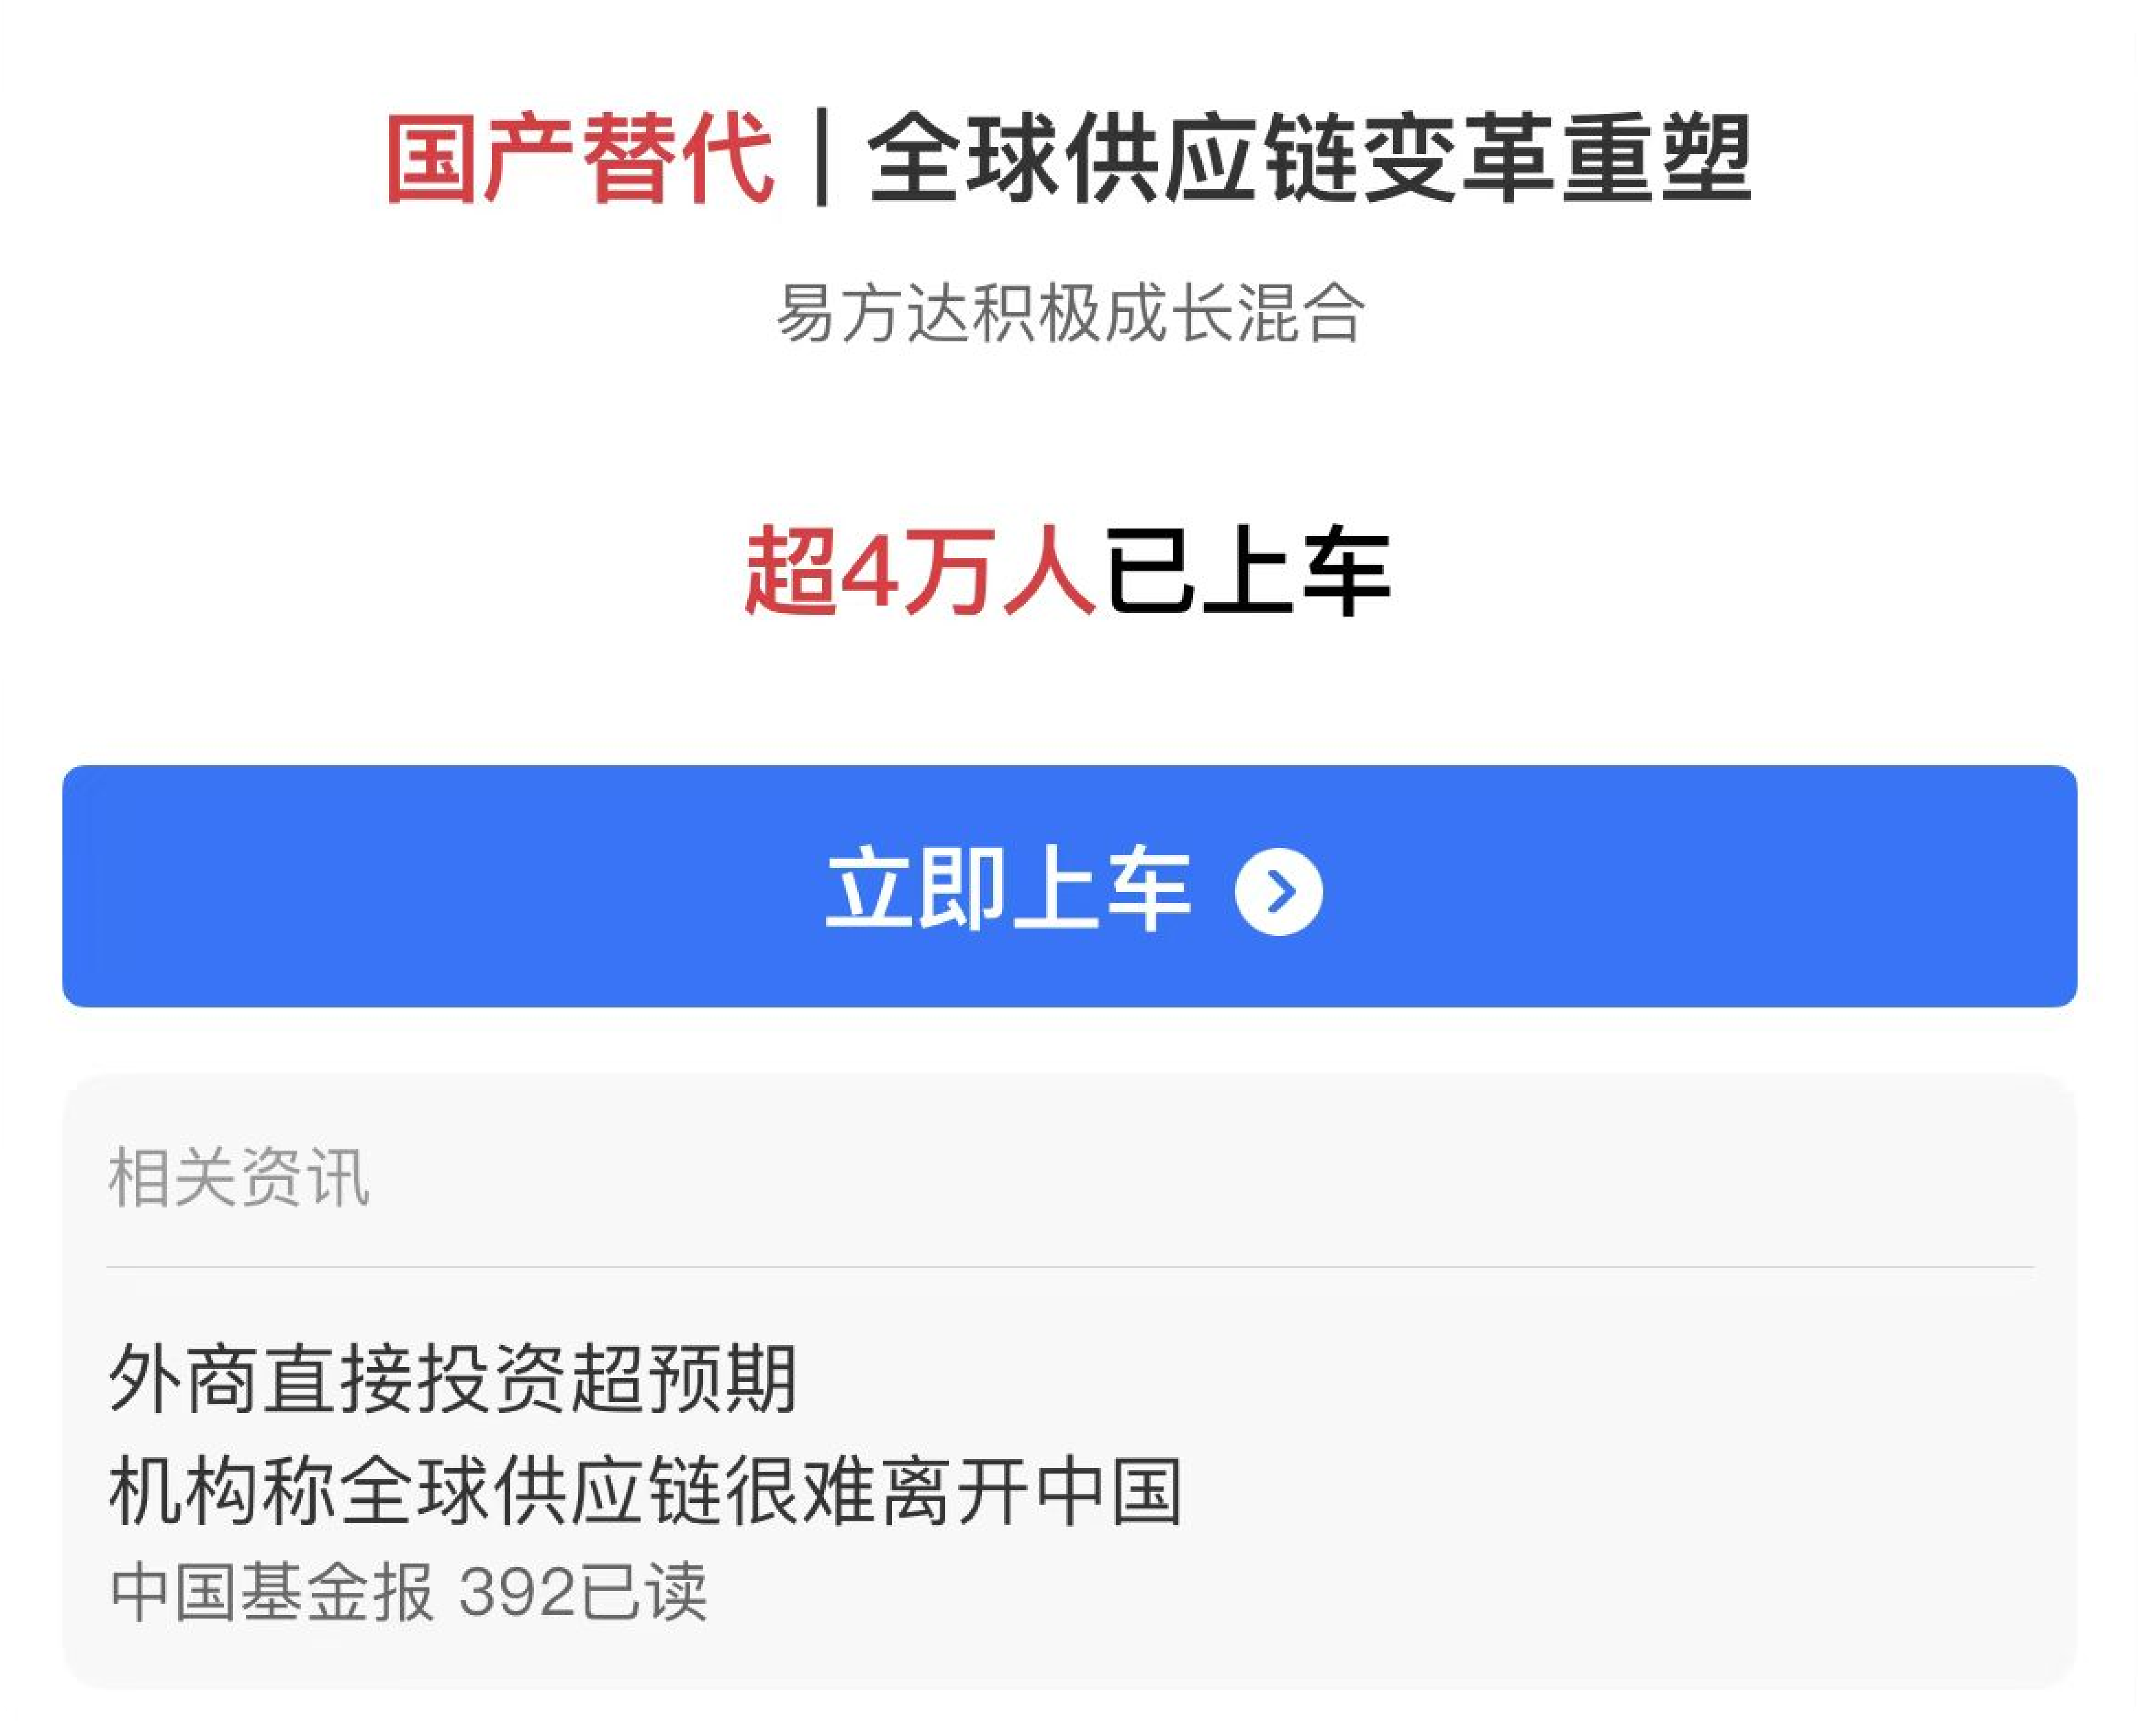 国产替代｜全球供应链变革重塑
易方达积极成长混合
超4万人已上车
立即上车
相关资讯
外商直接投资超预期
机构称全球供应链很难离开中国
中国基金报 392已读